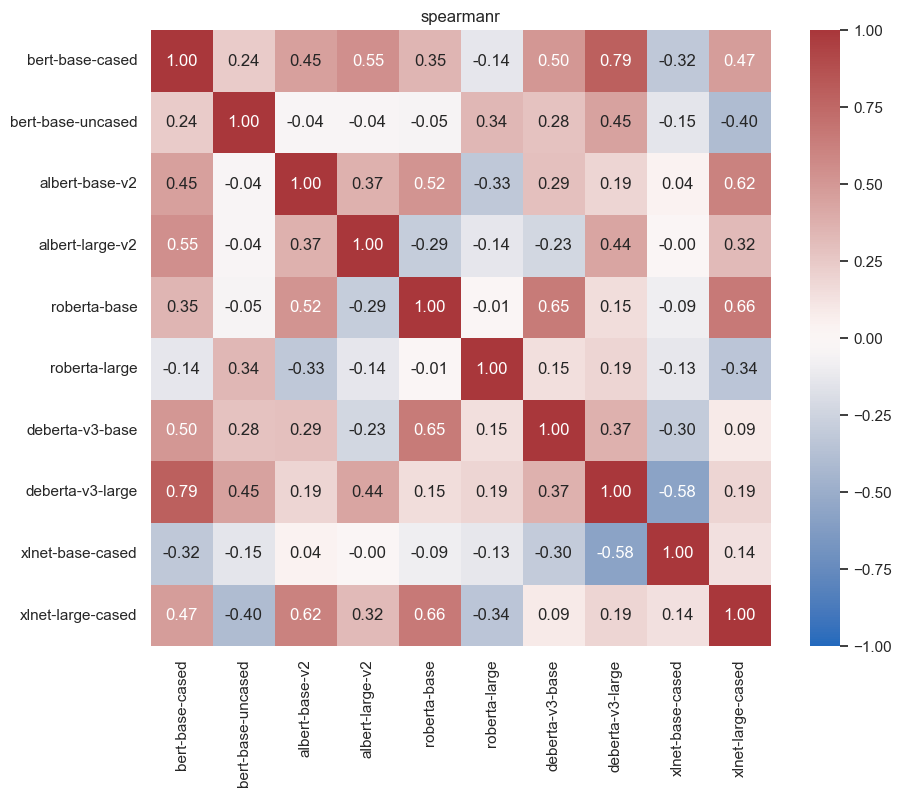 spearmanr
bert-base-cased 1.00 0.24 0.45 0.55 0.35 -0.14 0.50 0.79 -0.32 0.47
bert-base-uncased 0.24 1.00 -0.04 -0.04 -0.05 0.34 0.28 0.45 -0.15 -0.40
albert-base-v2 0.45 -0.04 1.00 0.37 0.52 -0.33 0.29 0.19 0.04 0.62
albert-large-v2 0.55 -0.04 0.37 1.00 -0.29 -0.14 -0.23 0.44 -0.00 0.32
roberta-base 0.35 -0.05 0.52 -0.29 1.00 -0.01 0.65 0.15 -0.09 0.66
roberta-large -0.14 0.34 -0.33 -0.14 -0.01 1.00 0.15 0.19 -0.13 -0.34
deberta-v3-base 0.50 0.28 0.29 -0.23 0.65 0.15 1.00 0.37 -0.30 0.09
deberta-v3-large 0.79 0.45 0.19 0.44 0.15 0.19 0.37 1.00 -0.58 0.19
xlnet-base-cased -0.32 -0.15 0.04 -0.00 -0.09 -0.13 -0.30 -0.58 1.00 0.14
xlnet-large-cased 0.47 -0.40 0.62 0.32 0.66 -0.34 0.09 0.19 0.14 1.00
bert-base-cased
bert-base-uncased
albert-base-v2
albert-large-v2
roberta-base
roberta-large
deberta-v3-base
deberta-v3-large
xlnet-base-cased
xlnet-large-cased
1.00
0.75
0.50
0.25
0.00
−0.25
−0.50
−0.75
−1.00